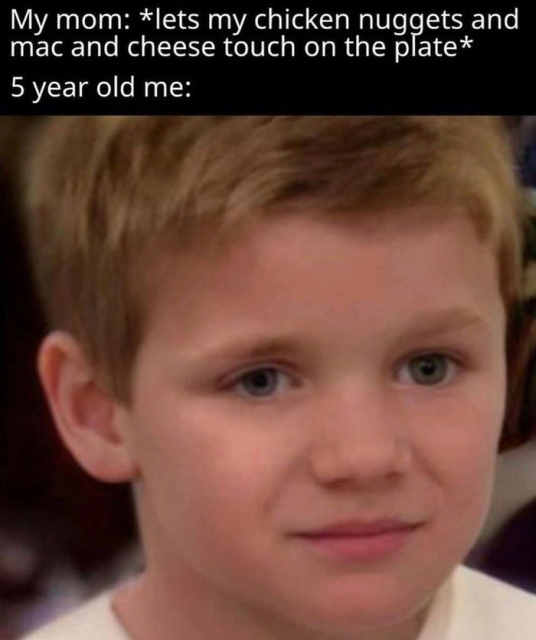 My mom: *lets my chicken nuggets and
mac and cheese touch on the plate*
5 year old me: